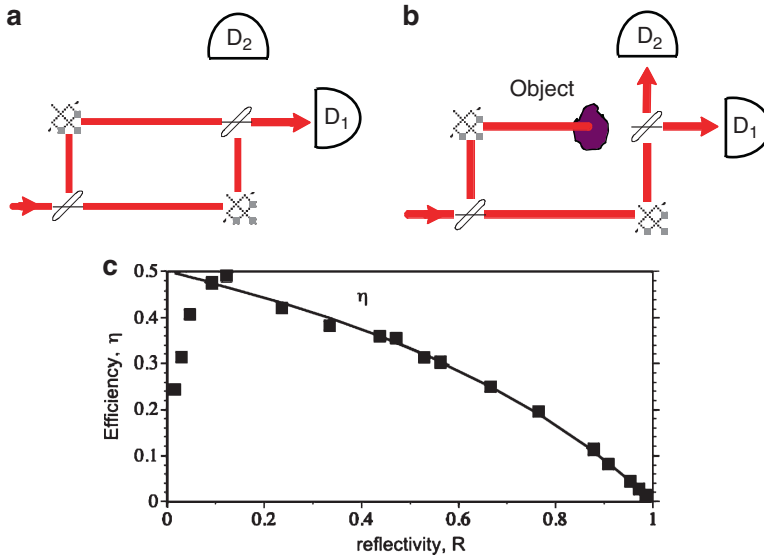 a
D2
D1
b
D2
Object
D1
c
0.5
0.4
0.3
0.2
0.1
0
Efficiency, η
η
0
0.2
0.4
0.6
0.8
1
reflectivity, R